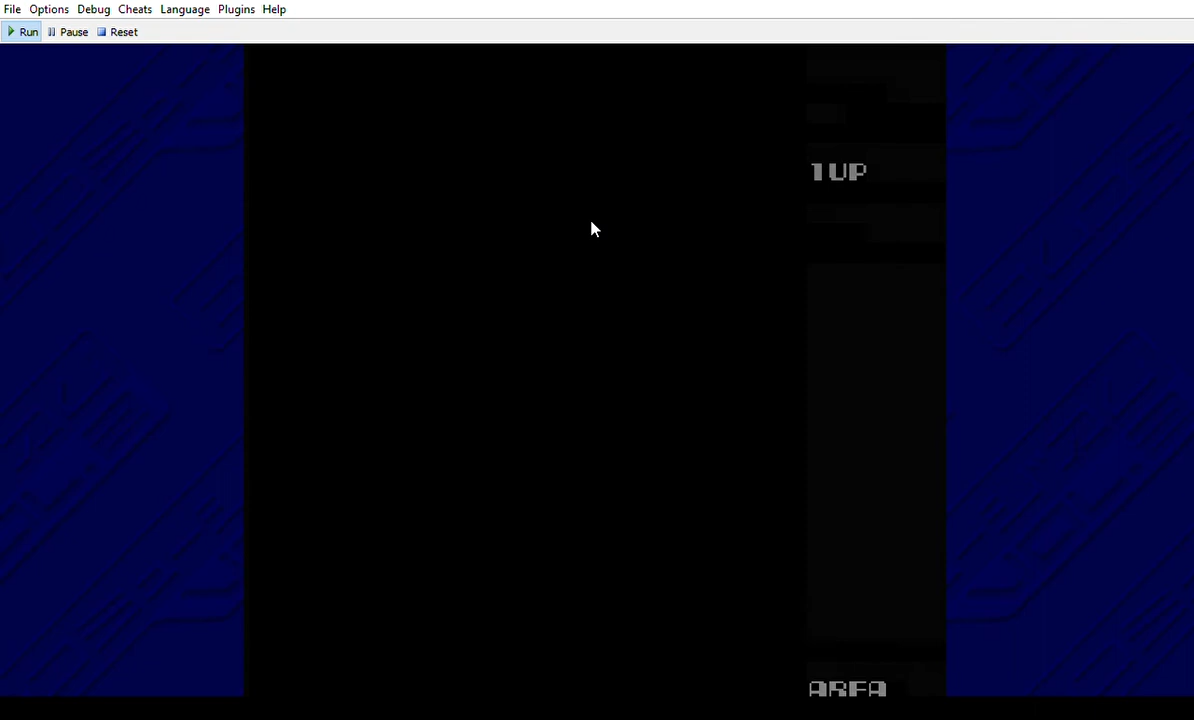 File Options Debug Cheats Language Plugins Help
Run Pause Reset
1UP
AREA